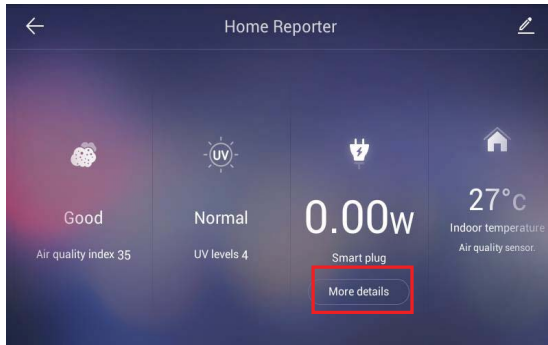 Home Reporter
UV
Good
Air quality index 35
Normal
UV levels 4
0.00w
Smart plug
More details
27°c
Indoor temperature
Air quality sensor.